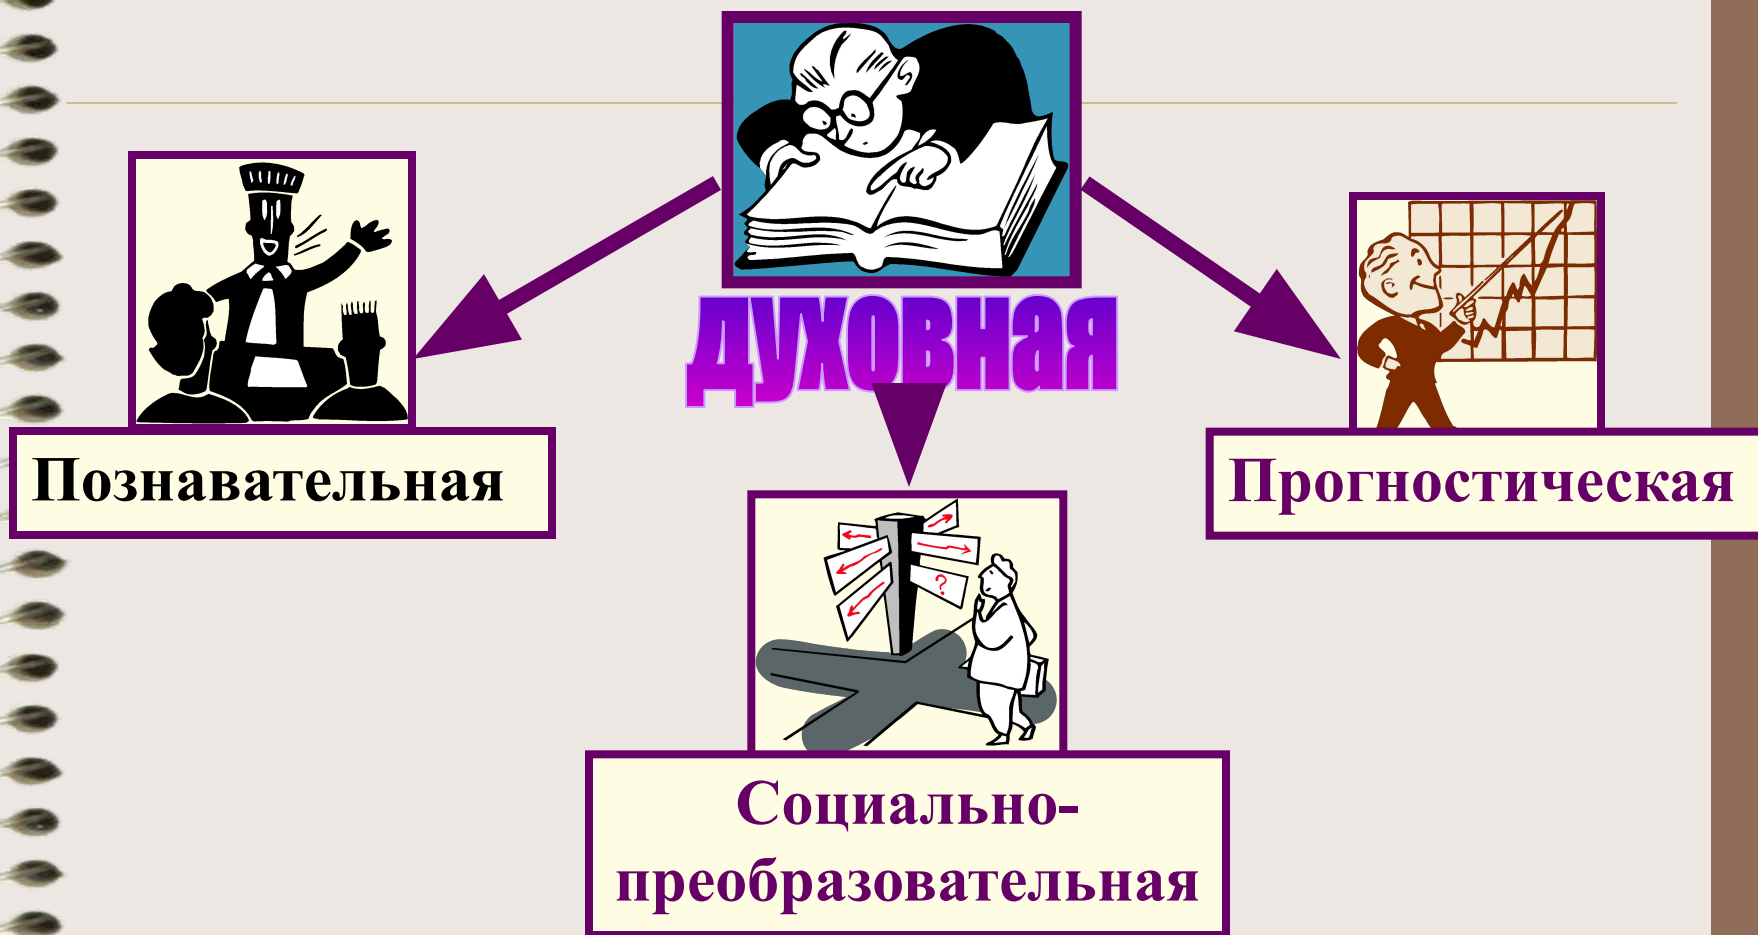 духовная
Познавательная
Прогностическая
?
Социально-
преобразовательная